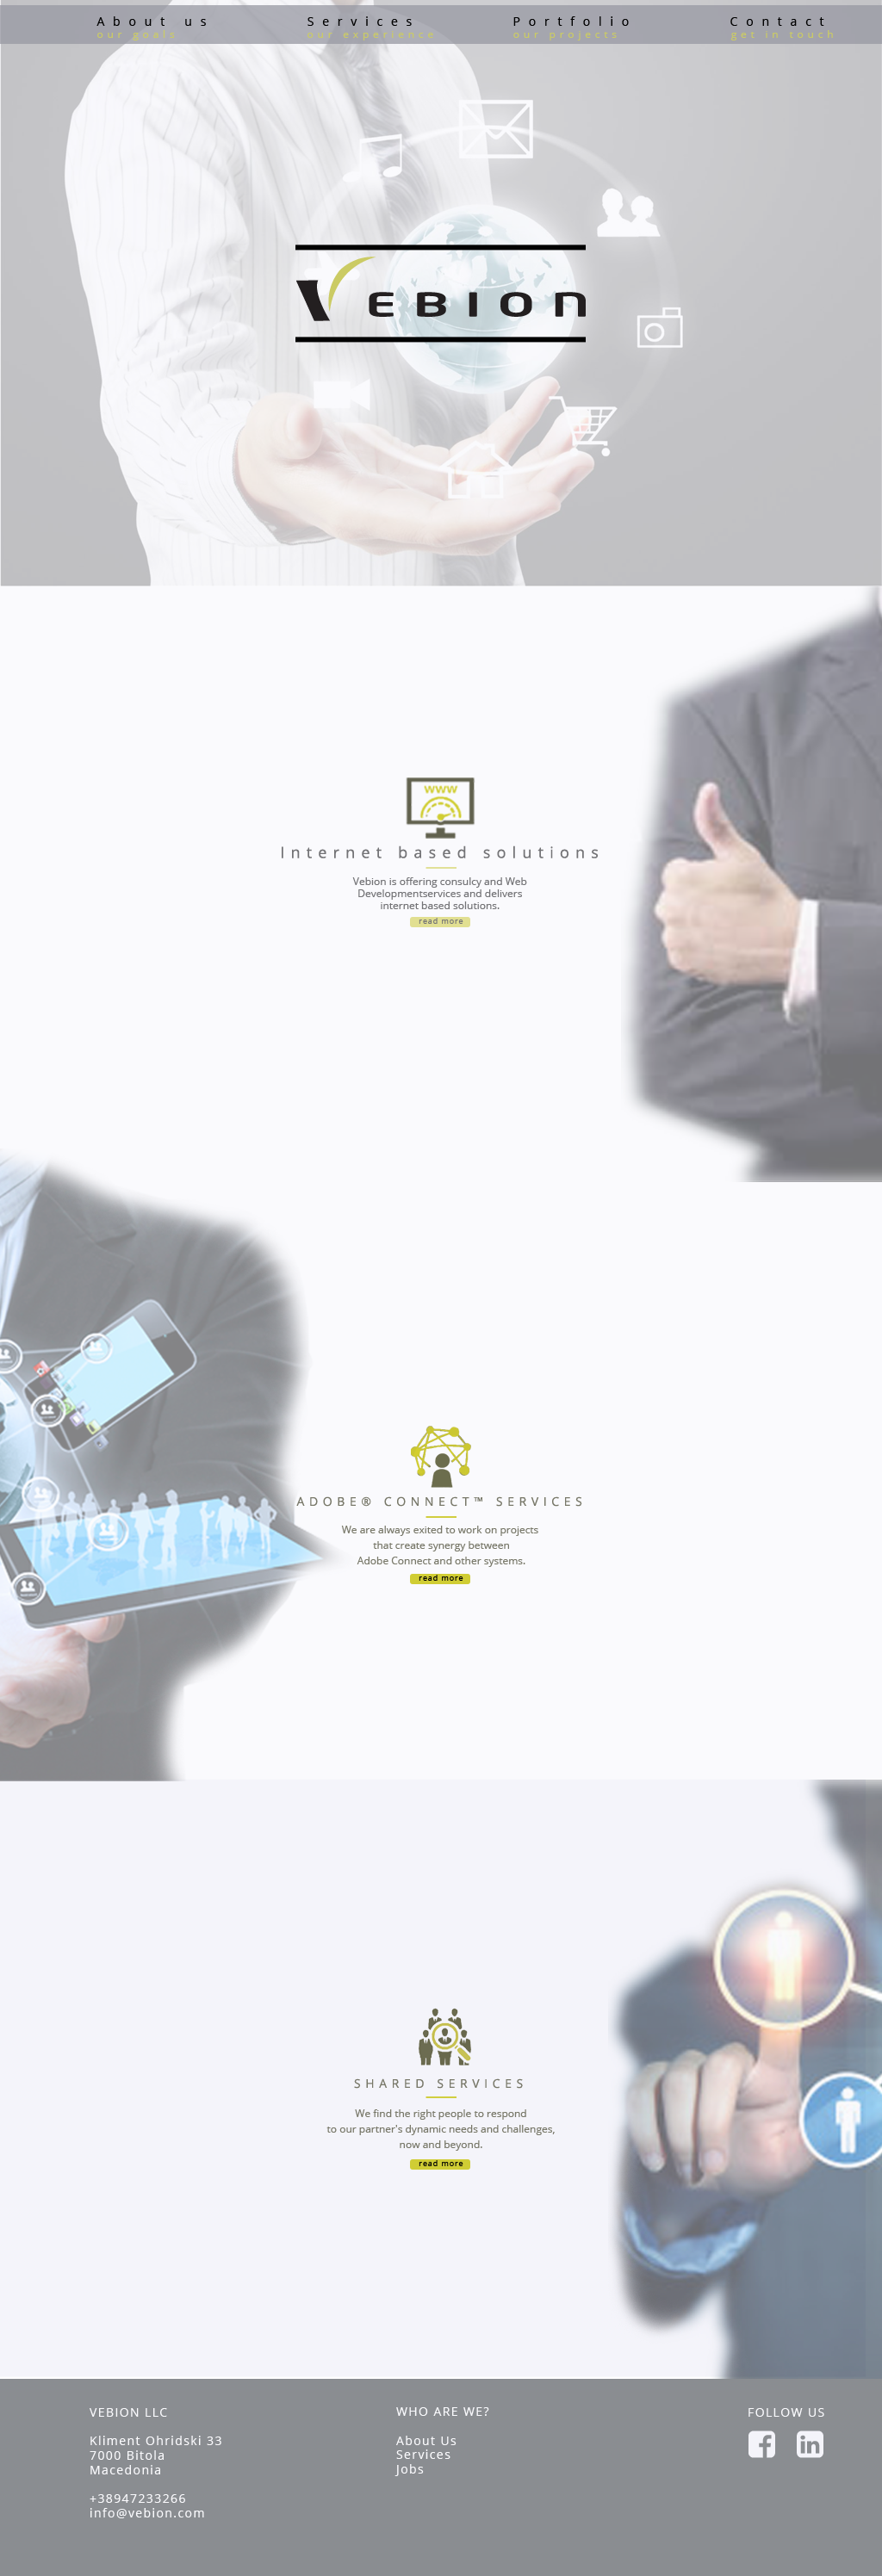 About us
our goals
Services
our experience
Portfolio
our projects
Contact
get in touch
VEBION
WWW
Internet based solutions
Vebion is offering consulcy and Web
Developmentservices and delivers
internet based solutions.
read more
ADOBE® CONNECT™ SERVICES
We are always exited to work on projects
that create synergy between
Adobe Connect and other systems.
read more
SHARED SERVICES
We find the right people to respond
to our partner's dynamic needs and challenges,
now and beyond.
read more
VEBION LLC
Kliment Ohridski 33
7000 Bitola
Macedonia
+38947233266
info@vebion.com
WHO ARE WE?
About Us
Services
Jobs
FOLLOW US